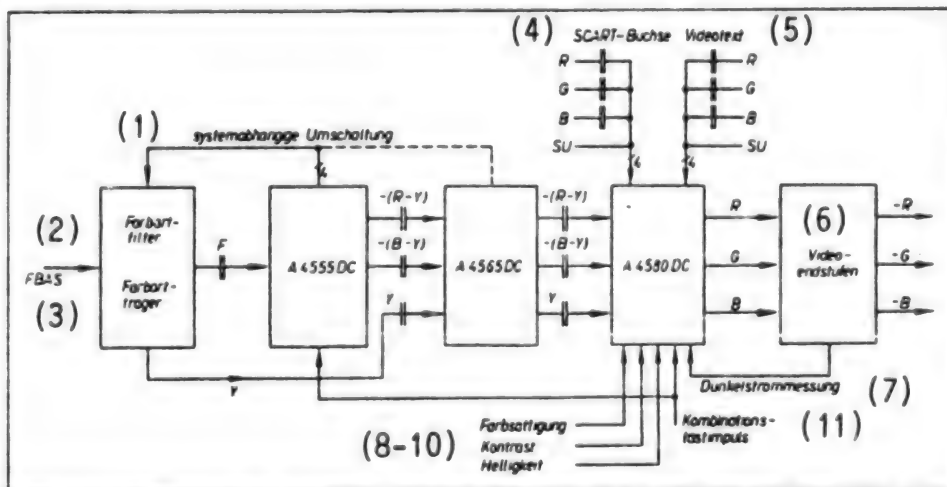 (4) SCART-Buchse Videotext (5)
R R
G G
B B
SU SU
4 4
(1) systemabhängige Umschaltung
4
(2)
FBAS
(3)
Farbart-
filter
Farbart-
träger
F
A 4555 DC
-(R-Y)
-(B-Y)
Y
A 4565 DC
-(R-Y)
-(B-Y)
Y
A 4580 DC
R
G
B
(6)
Video-
endstufen
-R
-G
-B
Y
Dunkelstrommessung (7)
Farbsättigung
Kontrast
Helligkeit
(8-10)
Kombinations-
tastimpuls
(11)